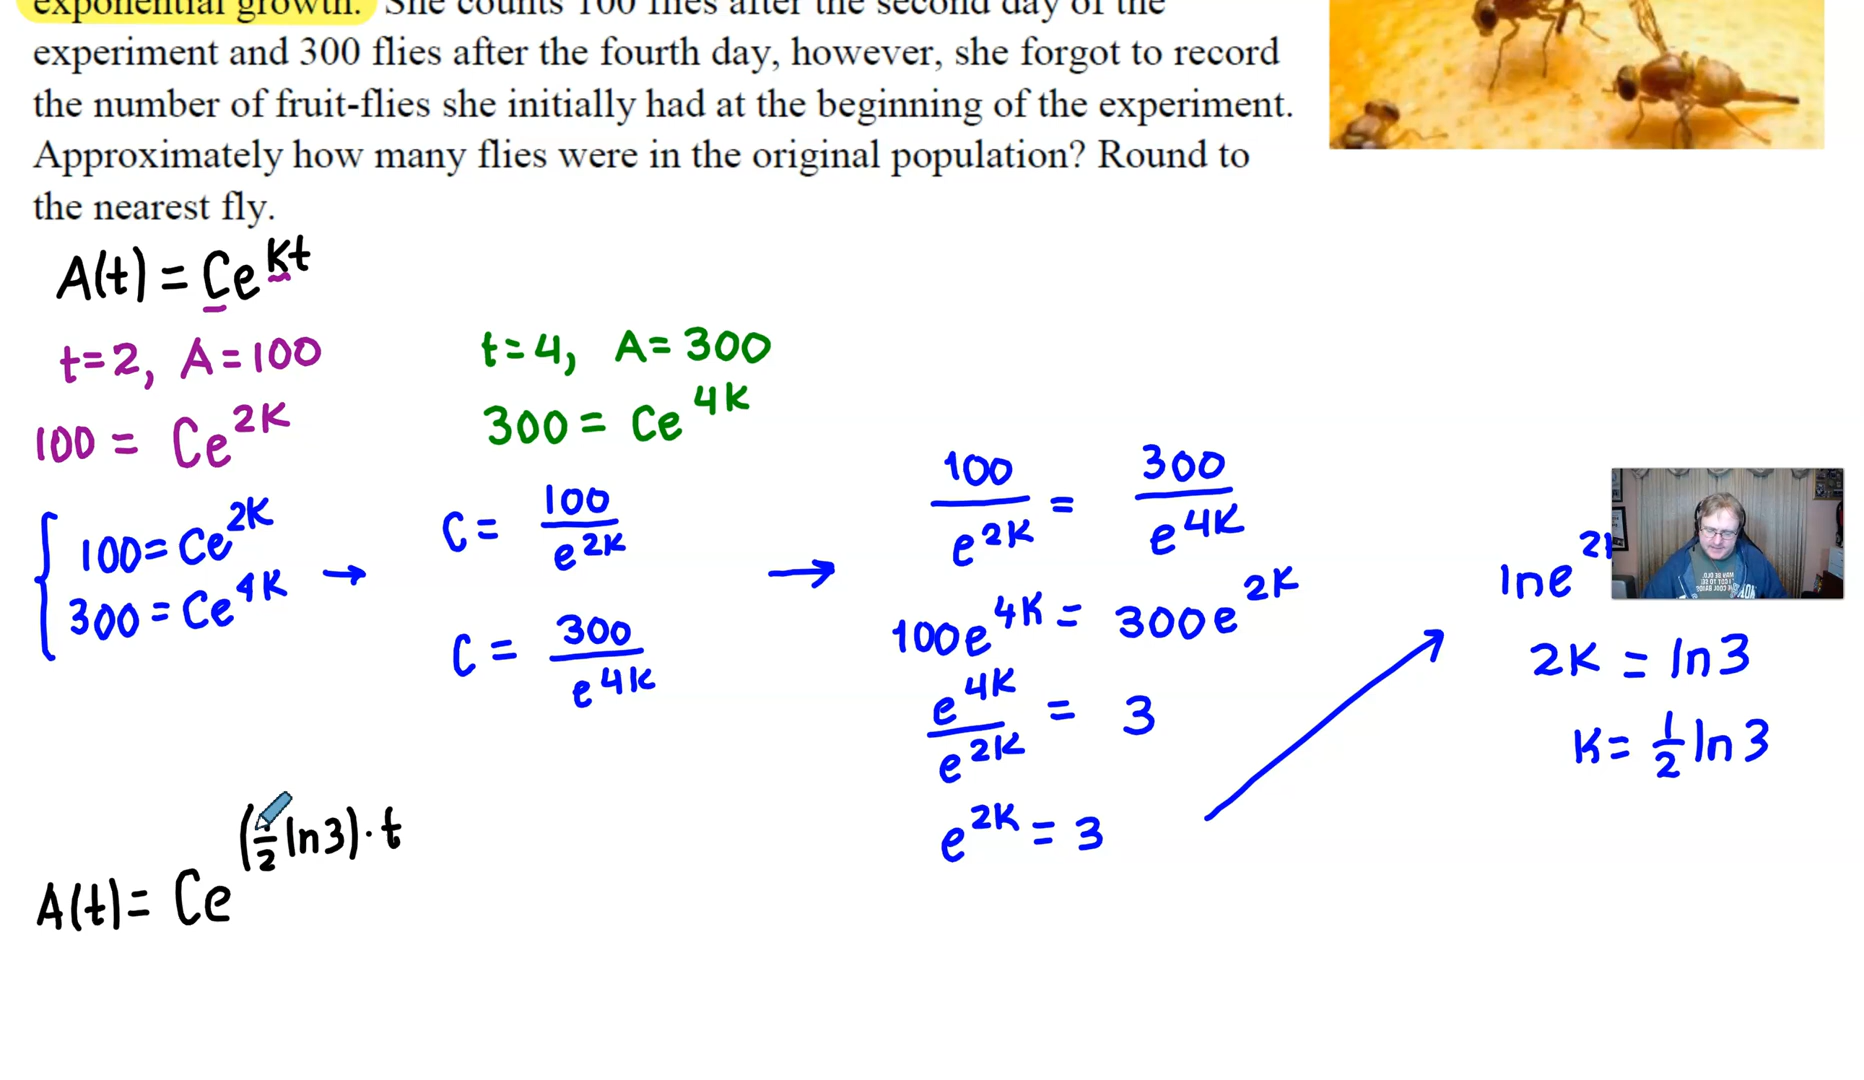 exponential growth. She counts 100 flies after the second day of the
experiment and 300 flies after the fourth day, however, she forgot to record
the number of fruit-flies she initially had at the beginning of the experiment.
Approximately how many flies were in the original population? Round to
the nearest fly.
A(t) = Ce^{kt}
t=2, A=100
100 = Ce^{2k}
t=4, A=300
300 = Ce^{4k}
{ 100=Ce^{2k}
300=Ce^{4k} →
C = 100/e^{2k}
C = 300/e^{4k}
→
100/e^{2k} = 300/e^{4k}
100e^{4k} = 300e^{2k}
e^{4k}/e^{2k} = 3
e^{2k} = 3
ln e^{2k}
2k = ln3
k = 1/2 ln3
A(t) = Ce^{(1/2 ln3)·t}